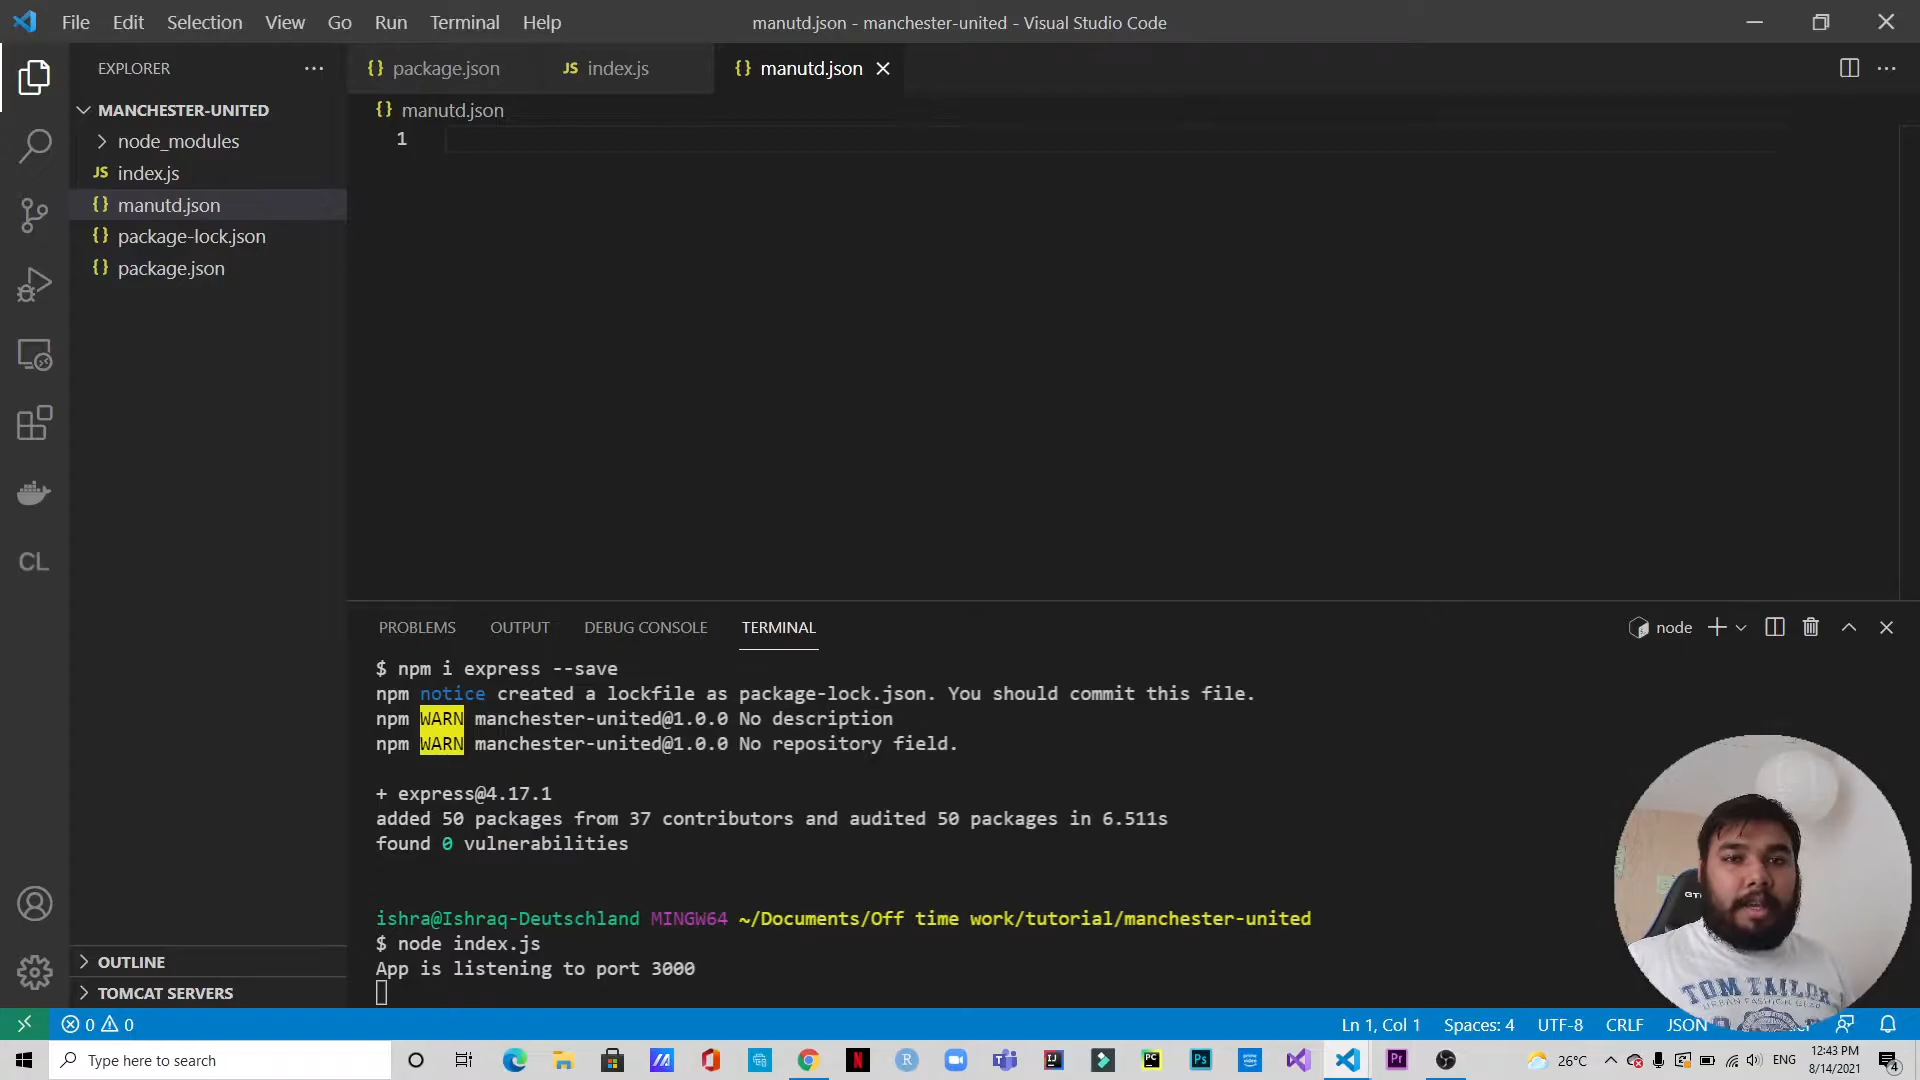 File Edit Selection View Go Run Terminal Help
manutd.json - manchester-united - Visual Studio Code
EXPLORER
MANCHESTER-UNITED
node_modules
JS index.js
{} manutd.json
{} package-lock.json
{} package.json
OUTLINE
TOMCAT SERVERS
CL
{} package.json JS index.js {} manutd.json
{} manutd.json
1
PROBLEMS OUTPUT DEBUG CONSOLE TERMINAL
node
$ npm i express --save
npm notice created a lockfile as package-lock.json. You should commit this file.
npm WARN manchester-united@1.0.0 No description
npm WARN manchester-united@1.0.0 No repository field.
+ express@4.17.1
added 50 packages from 37 contributors and audited 50 packages in 6.511s
found 0 vulnerabilities
ishra@Ishraq-Deutschland MINGW64 ~/Documents/Off time work/tutorial/manchester-united
$ node index.js
App is listening to port 3000
TOM TAILOR
0 0
Ln 1, Col 1 Spaces: 4 UTF-8 CRLF JSON
Type here to search
26°C ENG
12:43 PM
8/14/2021
4